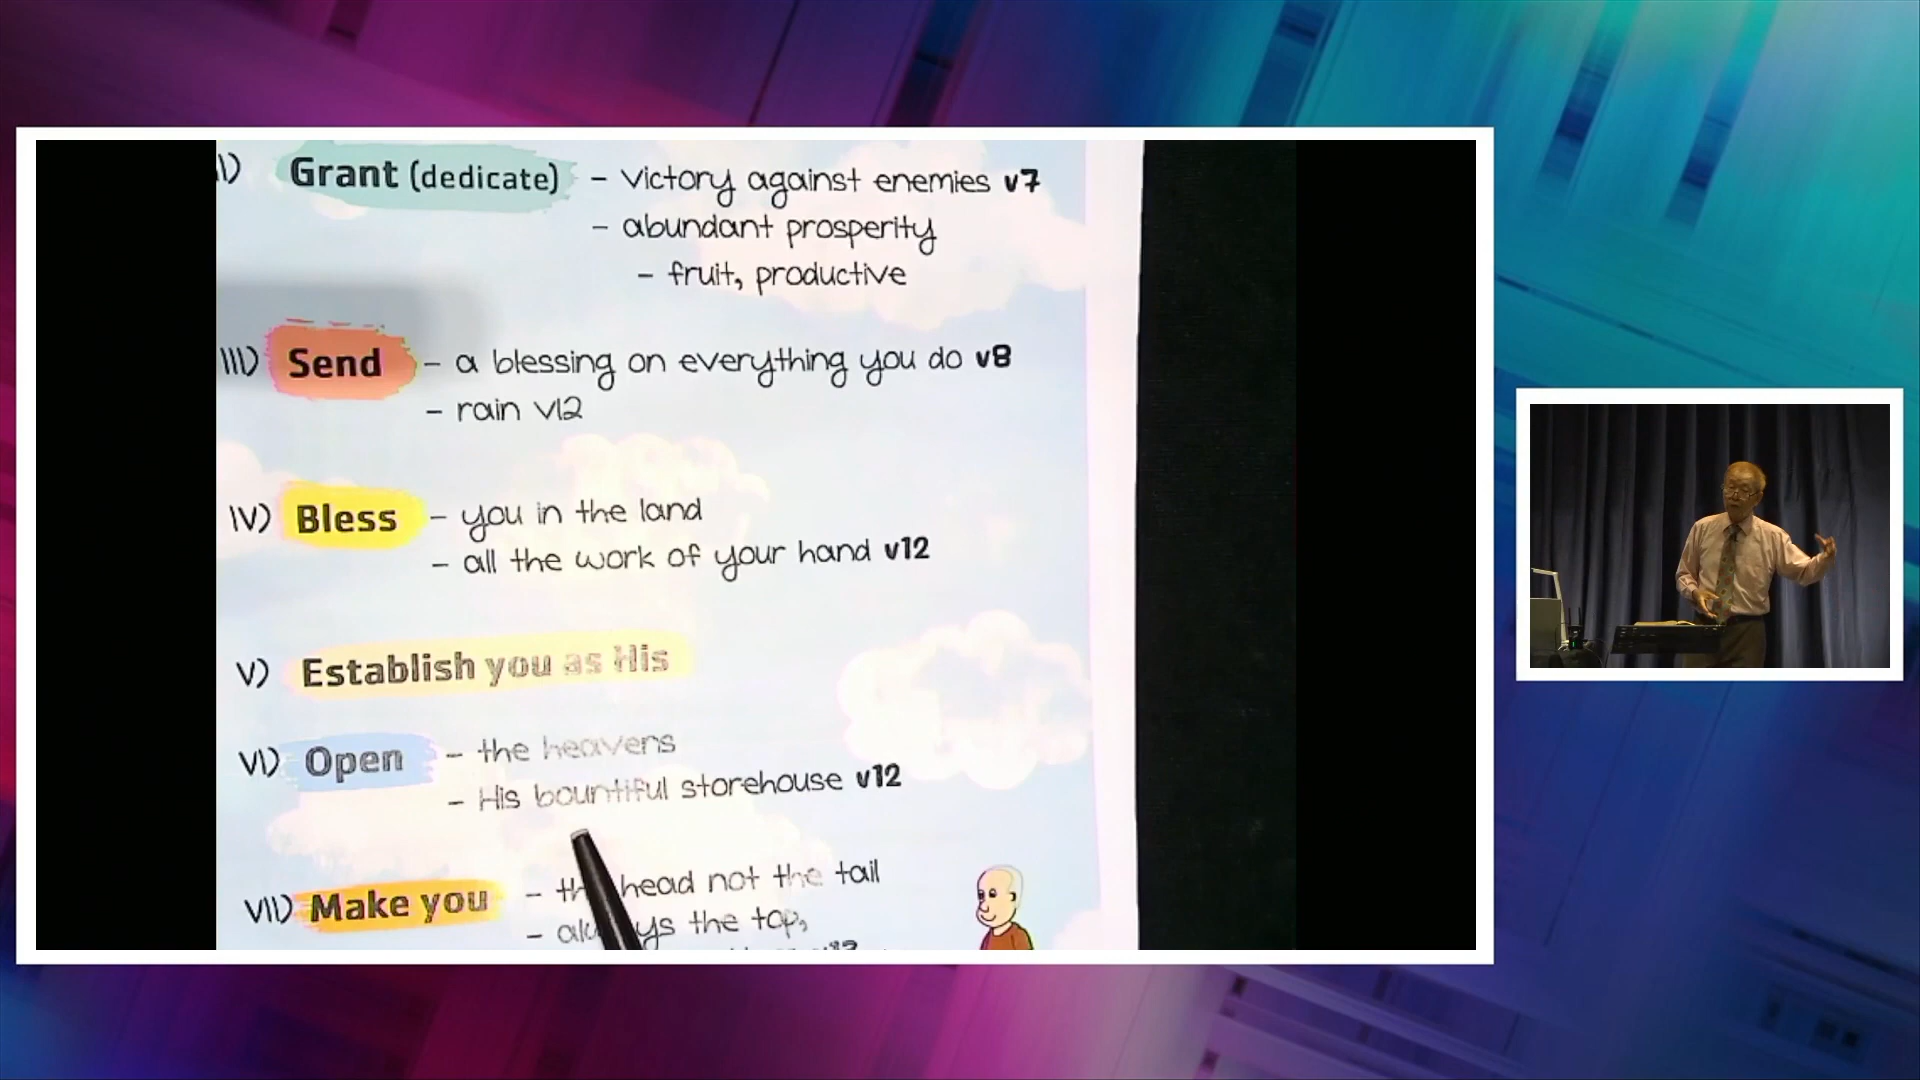 I) Grant (dedicate) - victory against enemies v7
- abundant prosperity
- fruit, productive
III) Send - a blessing on everything you do v8
- rain v12
IV) Bless - you in the land
- all the work of your hand v12
V) Establish you as His
VI) Open - the heavens
- His bountiful storehouse v12
VII) Make you - head not the tail
- the top,